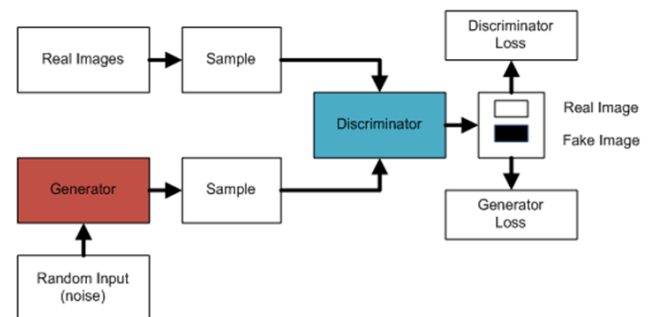 Real Images
Sample
Discriminator
Loss
Discriminator
Real Image
Fake Image
Generator
Sample
Generator
Loss
Random Input
(noise)